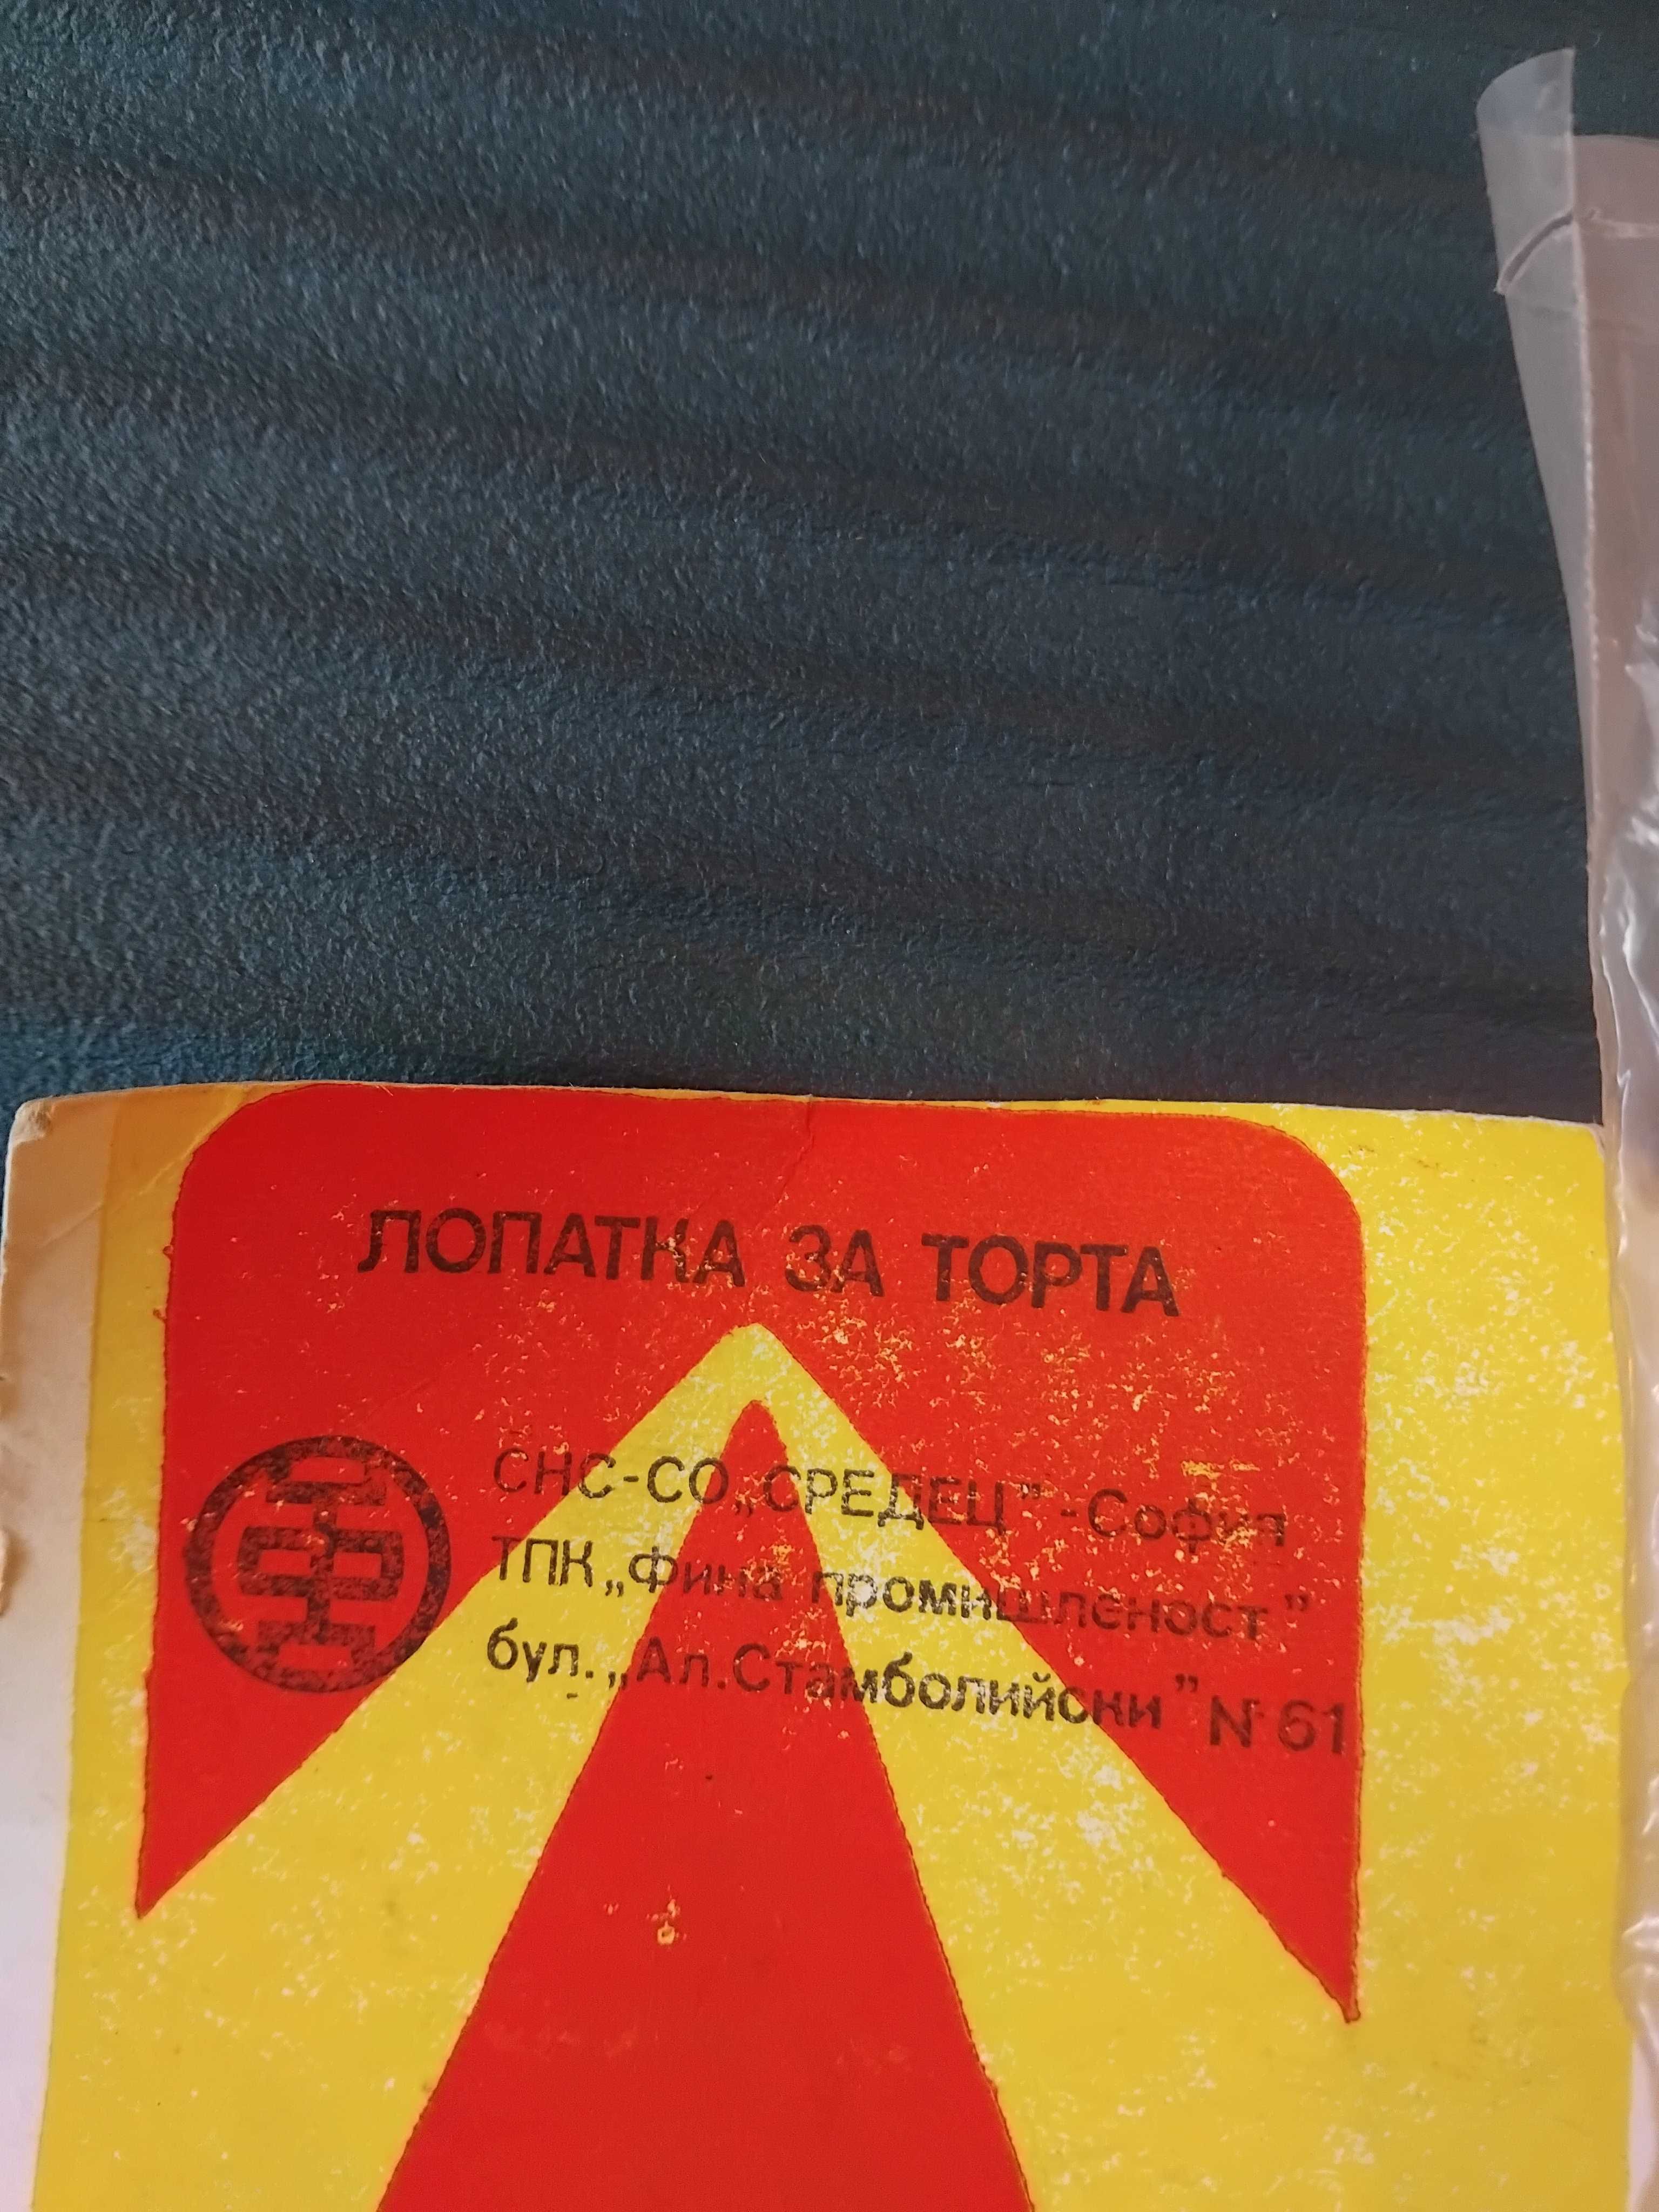 ЛОПАТКА ЗА ТОРТА
СНС-СО „СРЕДЕЦ" - София
ТПК „Фина промишленост"
бул. „Ал. Стамболийски" N 61